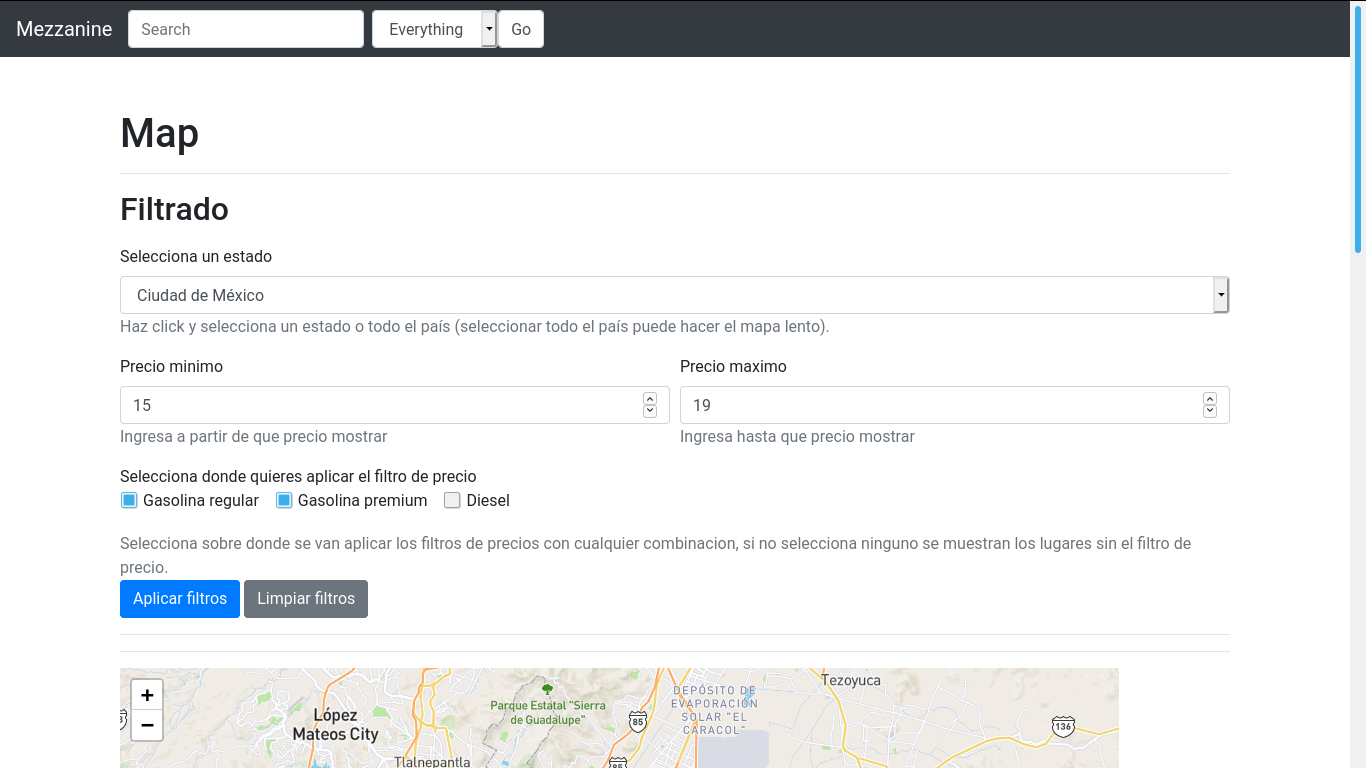 Mezzanine Search Everything Go
Map
Filtrado
Selecciona un estado
Ciudad de México
Haz click y selecciona un estado o todo el país (seleccionar todo el país puede hacer el mapa lento).
Precio minimo Precio maximo
15 19
Ingresa a partir de que precio mostrar Ingresa hasta que precio mostrar
Selecciona donde quieres aplicar el filtro de precio
Gasolina regular Gasolina premium Diesel
Selecciona sobre donde se van aplicar los filtros de precios con cualquier combinacion, si no selecciona ninguno se muestran los lugares sin el filtro de
precio.
Aplicar filtros Limpiar filtros
+
−
López
Mateos City
Tlalnepantla
Parque Estatal "Sierra
de Guadalupe"
85
85
DEPÓSITO DE
EVAPORACIÓN
SOLAR "EL
CARACOL"
Tezoyuca
136